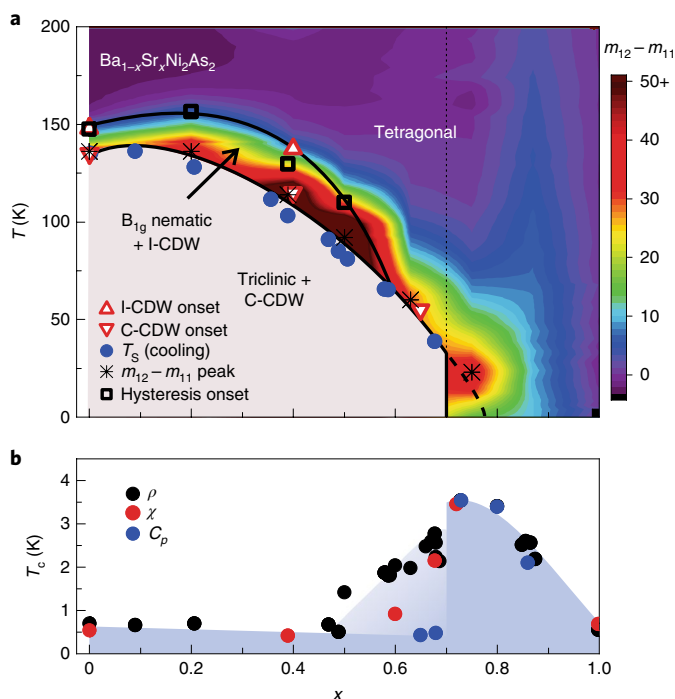 a
200
150
100
50
0
T (K)
Ba1−xSrxNi2As2
Tetragonal
B1g nematic
+ I-CDW
Triclinic +
C-CDW
I-CDW onset
C-CDW onset
TS (cooling)
m12 − m11 peak
Hysteresis onset
m12 − m11
50+
40
30
20
10
0
b
4
3
2
1
0
Tc (K)
ρ
χ
Cp
0
0.2
0.4
0.6
0.8
1.0
x